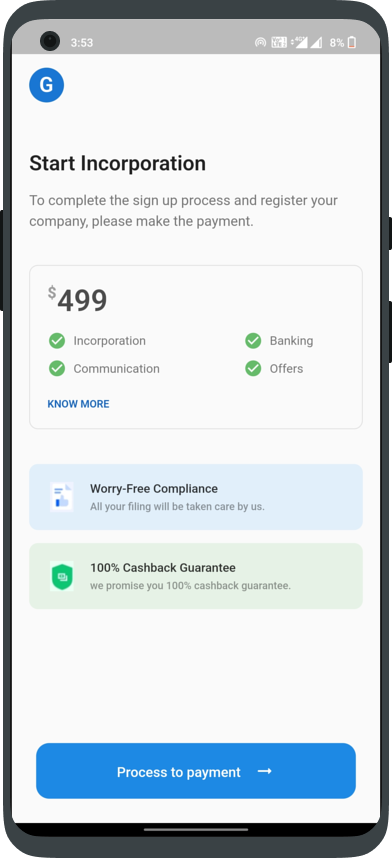 3:53
8%
G
Start Incorporation
To complete the sign up process and register your
company, please make the payment.
$499
Incorporation
Banking
Communication
Offers
KNOW MORE
Worry-Free Compliance
All your filing will be taken care by us.
100% Cashback Guarantee
we promise you 100% cashback guarantee.
Process to payment